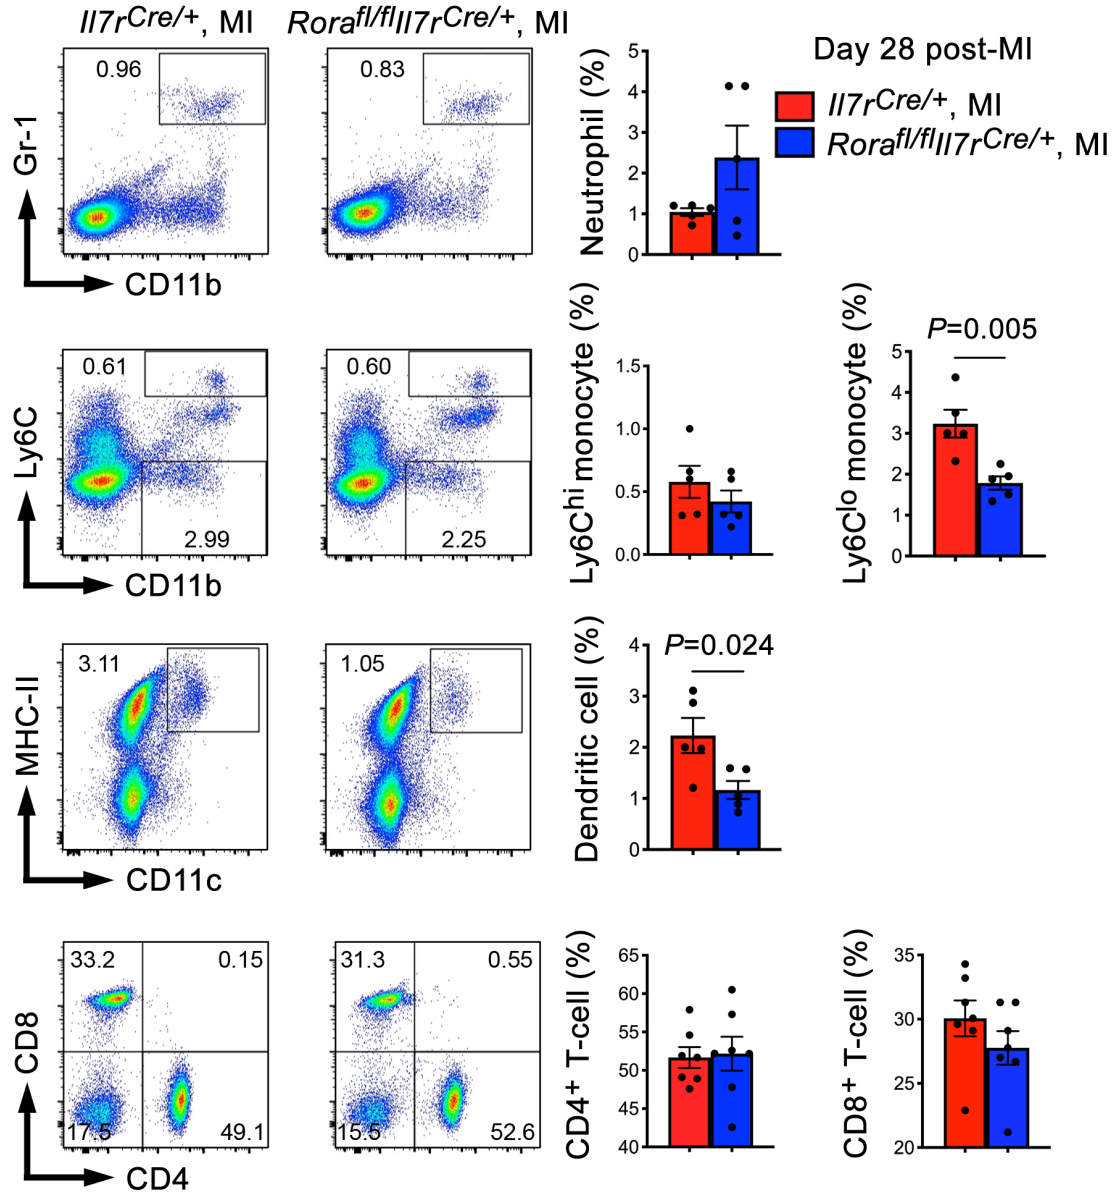 Il7rCre/+, MI
Rorafl/flIl7rCre/+, MI
Day 28 post-MI
Il7rCre/+, MI
Rorafl/flIl7rCre/+, MI
Gr-1
0.96
0.83
CD11b
Neutrophil (%)
5
4
3
2
1
0
Ly6C
0.61
2.99
0.60
2.25
CD11b
Ly6Chi monocyte (%)
1.5
1.0
0.5
0.0
Ly6Clo monocyte (%)
P=0.005
5
4
3
2
1
0
MHC-II
3.11
1.05
CD11c
Dendritic cell (%)
P=0.024
4
3
2
1
0
CD8
33.2
0.15
17.5
49.1
31.3
0.55
15.5
52.6
CD4
CD4+ T-cell (%)
65
60
55
50
45
40
CD8+ T-cell (%)
35
30
25
20